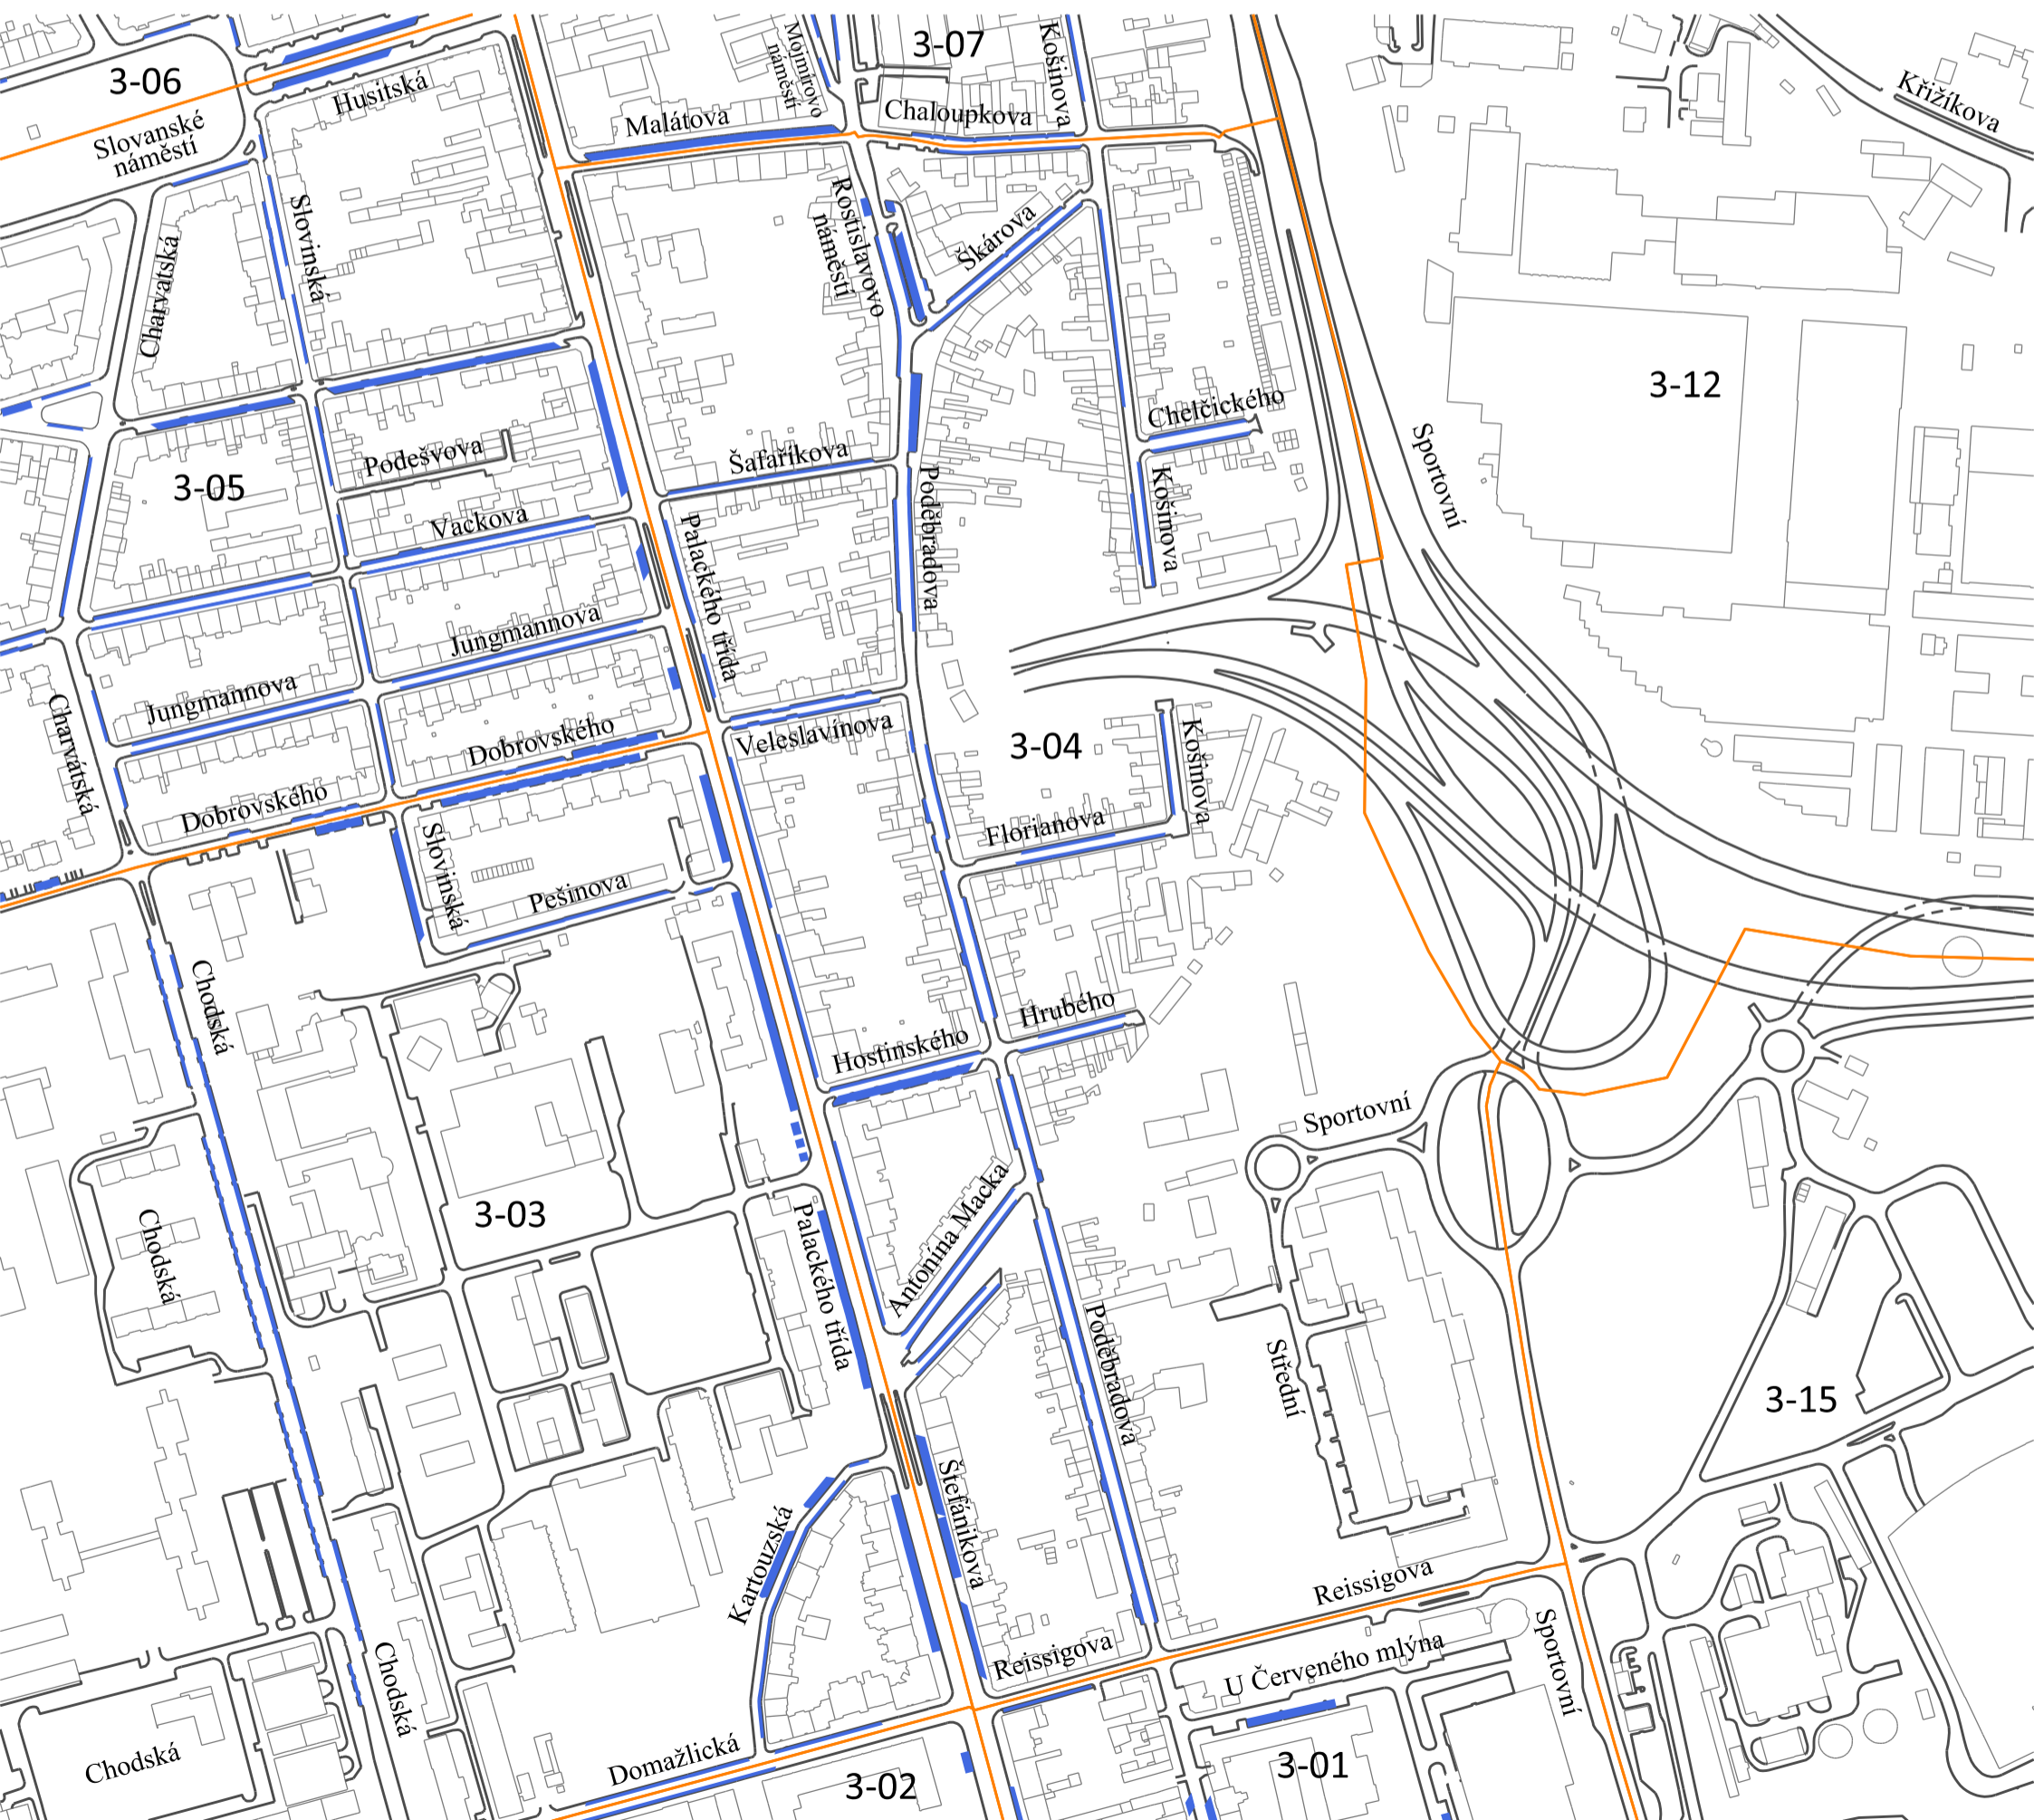 3-06
Slovanské
náměstí
Husitská
Malátova
Mojmírovo
náměstí
3-07
Košinova
Chaloupkova
Křižíkova
Charvatská
Slovinská
Rostislavovo
náměstí
Škárova
Chelčického
Košinova
Sportovní
3-12
3-05
Podešvova
Vackova
Šafaříkova
Palackého třída
Poděbradova
Jungmannova
Jungmannova
Charvátská
Dobrovského
Dobrovského
Veleslavínova
3-04
Košinova
Florianova
Slovinská
Pešinova
Chodská
Hostinského
Hrubého
Sportovní
Chodská
3-03
Palackého třída
Antonína Macka
Poděbradova
Střední
3-15
Štefánikova
Kartouzská
Reissigova
Reissigova
U Červeného mlýna
Sportovní
Chodská
Chodská
Domažlická
3-02
3-01